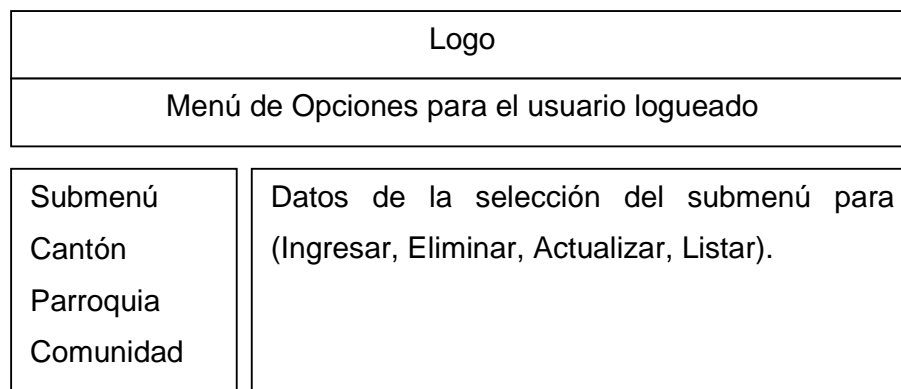 Logo
Menú de Opciones para el usuario logueado
Submenú
Cantón
Parroquia
Comunidad
Datos de la selección del submenú para
(Ingresar, Eliminar, Actualizar, Listar).